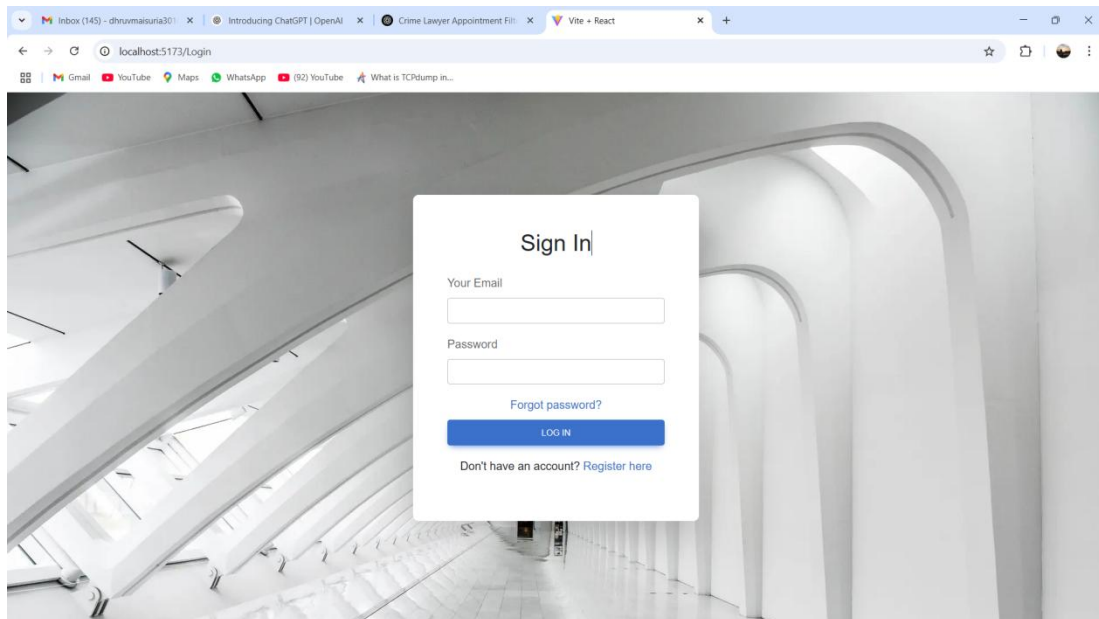 Inbox (145) - dhruvmaisuria301
Introducing ChatGPT | OpenAI
Crime Lawyer Appointment Filt
Vite + React
localhost:5173/Login
Gmail
YouTube
Maps
WhatsApp
(92) YouTube
What is TCPdump in...
Sign In
Your Email
Password
Forgot password?
LOG IN
Don't have an account? Register here